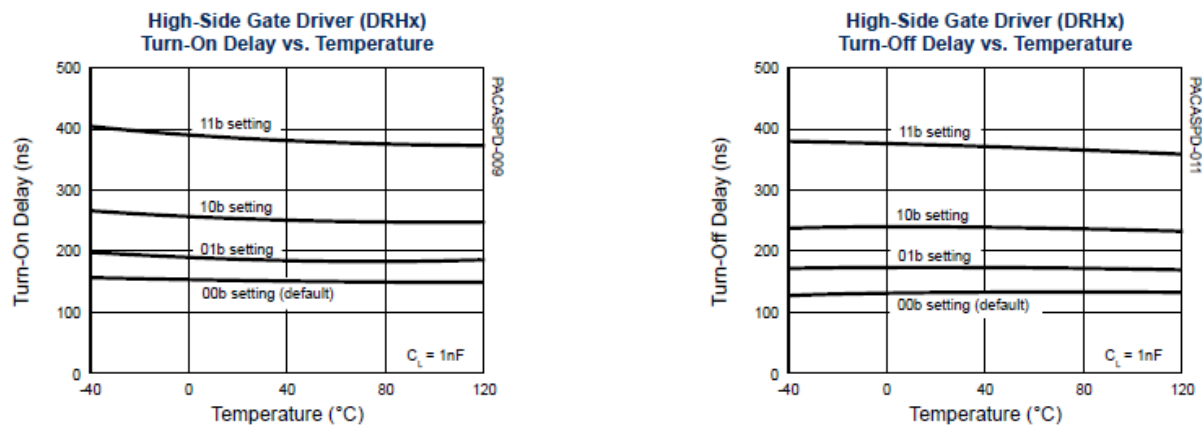 High-Side Gate Driver (DRHx)
Turn-On Delay vs. Temperature
500
400
300
200
100
0
-40
0
40
80
120
Turn-On Delay (ns)
Temperature (°C)
11b setting
10b setting
01b setting
00b setting (default)
C_L = 1nF
PACASPD-009
High-Side Gate Driver (DRHx)
Turn-Off Delay vs. Temperature
500
400
300
200
100
0
-40
0
40
80
120
Turn-Off Delay (ns)
Temperature (°C)
11b setting
10b setting
01b setting
00b setting (default)
C_L = 1nF
PACASPD-011